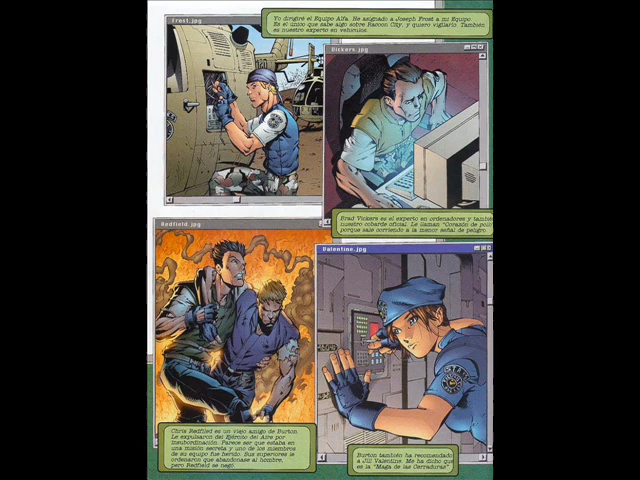 Frost.jpg
Yo dirigiré el Equipo Alfa. He asignado a Joseph Frost a mi Equipo.
Es el único que sabe algo sobre Racoon City, y quiero vigilarlo. También
es nuestro experto en vehículos.
Vickers.jpg
Brad Vickers es el experto en ordenadores y tambié
nuestro cobarde oficial. Le llaman "Corazón de pollo
porque sale corriendo a la menor señal de peligro.
Redfield.jpg
Chris Redfield es un viejo amigo de Burton.
Le expulsaron del Ejército del Aire por
insubordinación. Parece ser que estaba en
una misión secreta y uno de los miembros
de su equipo fue herido. Sus superiores le
ordenaron que abandonase al hombre,
pero Redfield se negó.
Valentine.jpg
Burton también ha recomendado
a Jill Valentine. Me ha dicho que
es la "Maga de las Cerraduras".